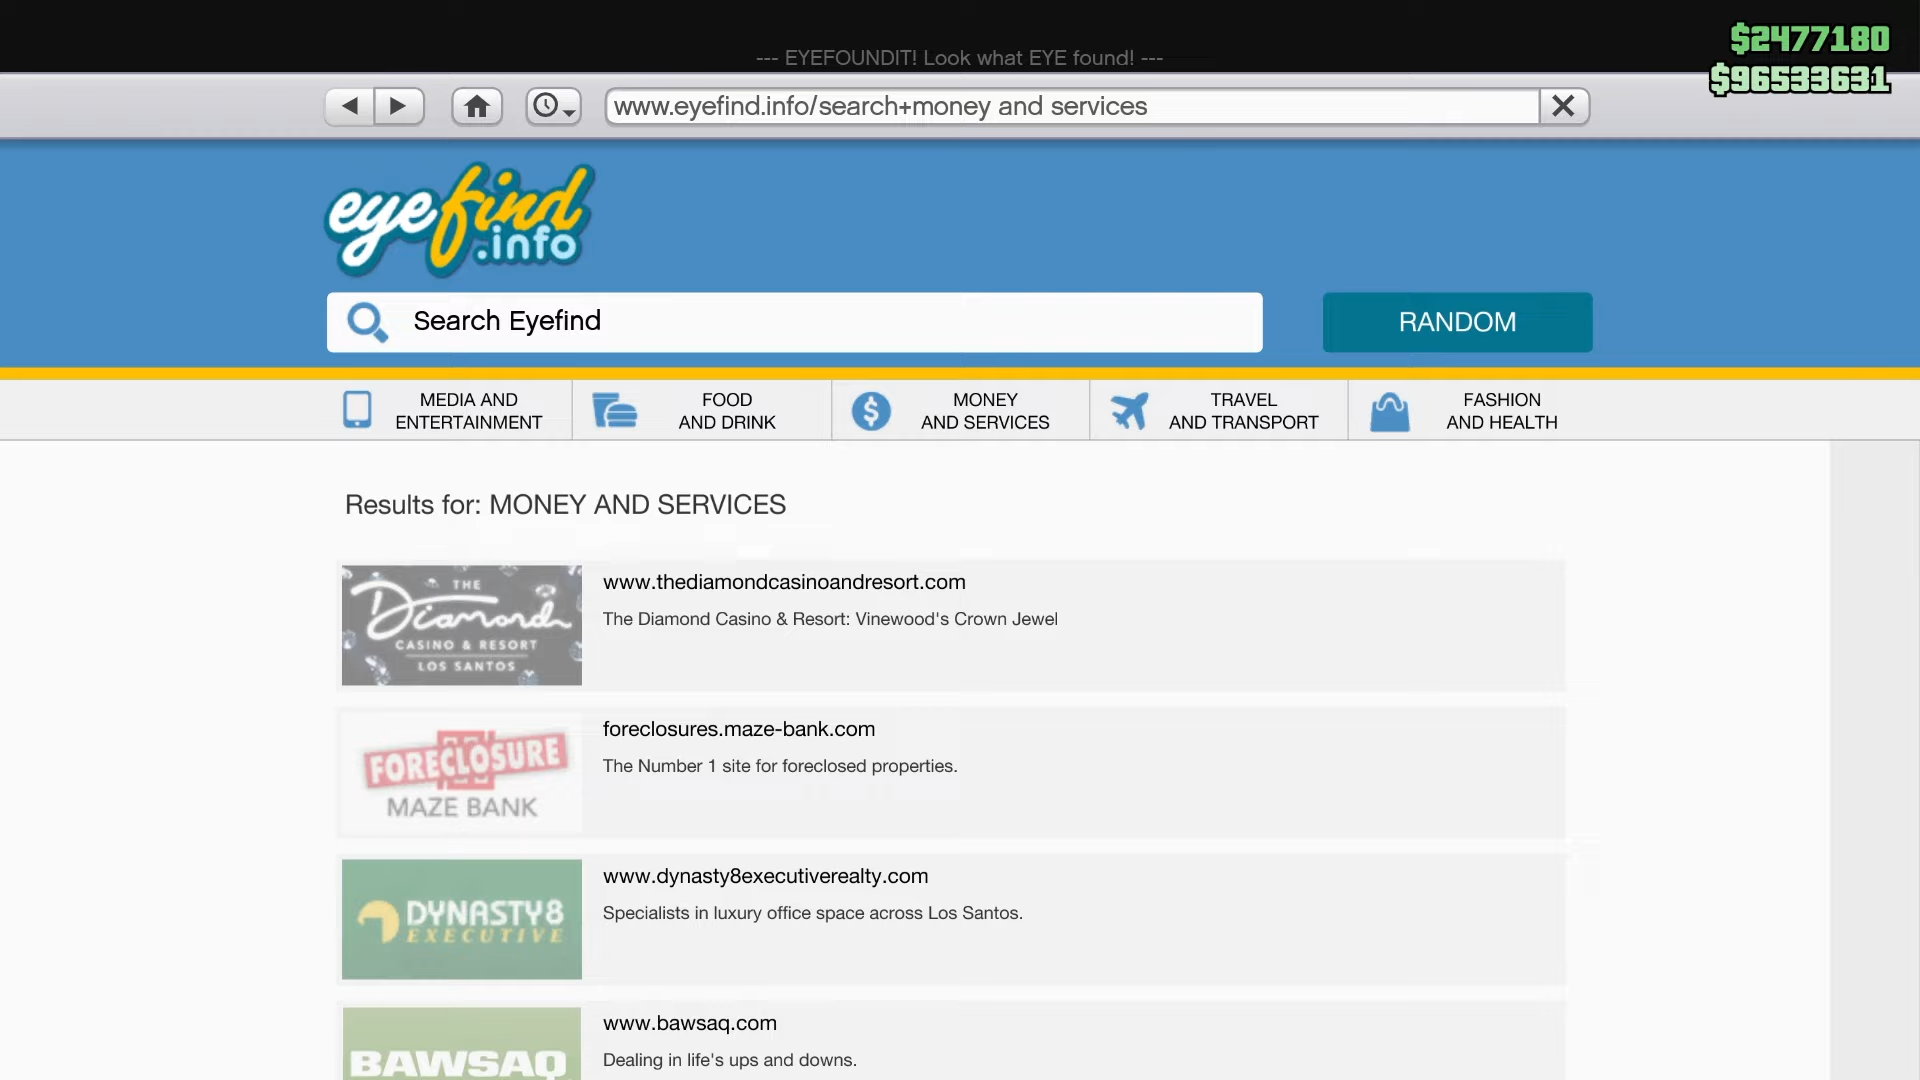 $2477180
--- EYEFOUNDIT! Look what EYE found! ---
$96533631
www.eyefind.info/search+money and services
eyefind
.info
Search Eyefind
RANDOM
MEDIA AND
ENTERTAINMENT
FOOD
AND DRINK
MONEY
AND SERVICES
TRAVEL
AND TRANSPORT
FASHION
AND HEALTH
Results for: MONEY AND SERVICES
THE
Diamond
CASINO & RESORT
LOS SANTOS
www.thediamondcasinoandresort.com
The Diamond Casino & Resort: Vinewood's Crown Jewel
FORECLOSURE
MAZE BANK
foreclosures.maze-bank.com
The Number 1 site for foreclosed properties.
DYNASTY8
EXECUTIVE
www.dynasty8executiverealty.com
Specialists in luxury office space across Los Santos.
BAWSAQ
www.bawsaq.com
Dealing in life's ups and downs.